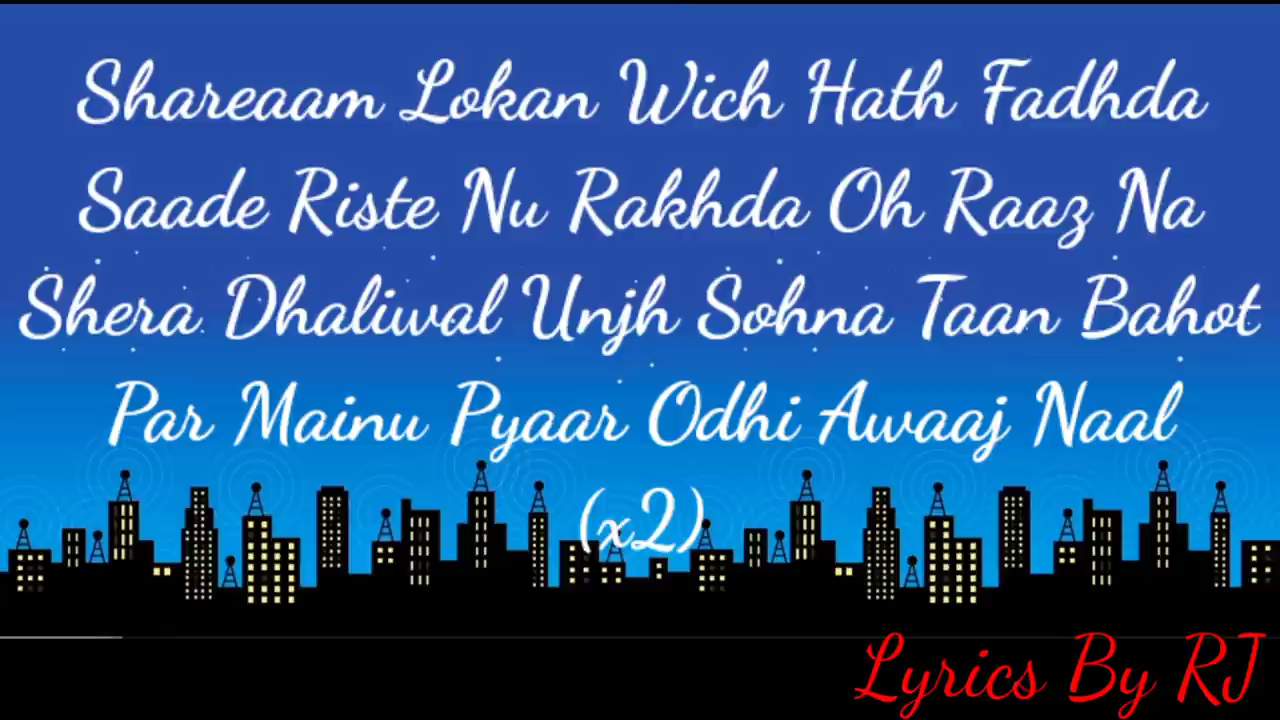 Shareaam Lokan Wich Hath Fadhda
Saade Riste Nu Rakhda Oh Raaz Na
Shera Dhaliwal Unjh Sohna Taan Bahot
Par Mainu Pyaar Odhi Awaaj Naal
(x2)
Lyrics By RJ